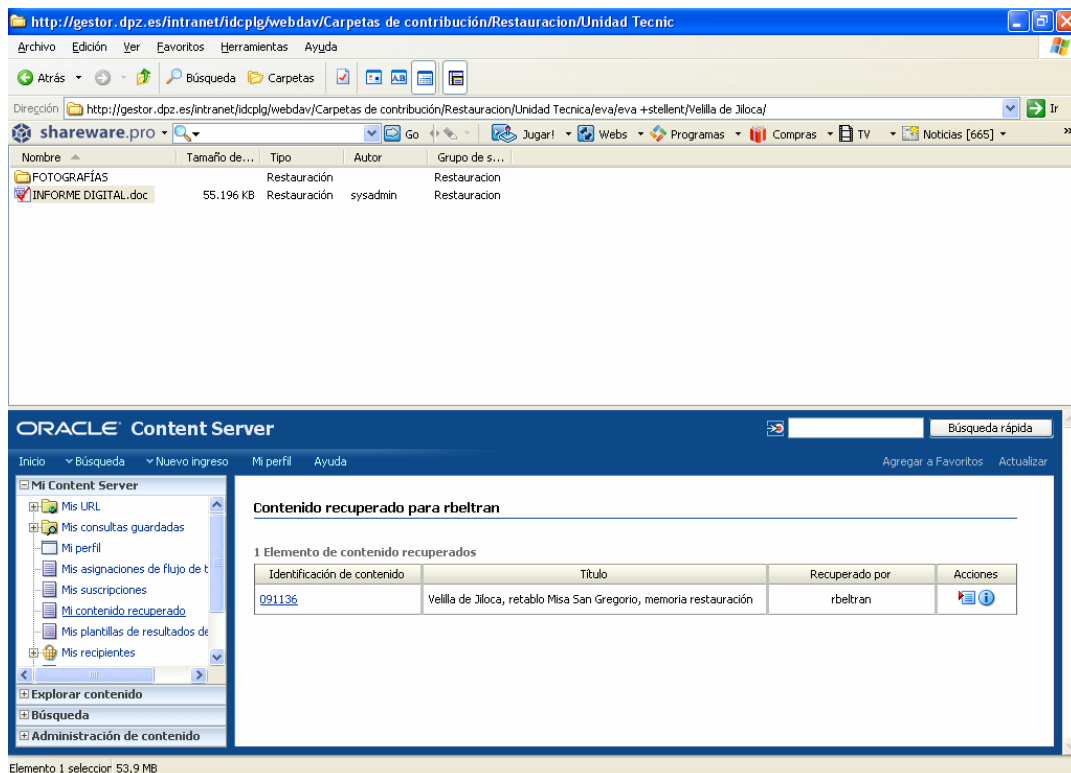 http://gestor.dpz.es/intranet/idcplg/webdav/Carpetas de contribución/Restauracion/Unidad Tecnic
Archivo Edición Ver Favoritos Herramientas Ayuda
Atrás Búsqueda Carpetas
Dirección http://gestor.dpz.es/intranet/idcplg/webdav/Carpetas de contribución/Restauracion/Unidad Tecnica/eva/eva +stellent/Velilla de Jiloca/ Ir
shareware.pro Go Jugar! Webs Programas Compras TV Noticias [665] »
Nombre Tamaño de... Tipo Autor Grupo de s...
FOTOGRAFÍAS Restauración Restauracion
INFORME DIGITAL.doc 55.196 KB Restauración sysadmin Restauracion
ORACLE Content Server Búsqueda rápida
Inicio Búsqueda Nuevo ingreso Mi perfil Ayuda Agregar a Favoritos Actualizar
Mi Content Server
Mis URL
Mis consultas guardadas
Mi perfil
Mis asignaciones de flujo de t
Mis suscripciones
Mi contenido recuperado
Mis plantillas de resultados de
Mis recipientes
Explorar contenido
Búsqueda
Administración de contenido
Contenido recuperado para rbeltran
1 Elemento de contenido recuperados
Identificación de contenido Título Recuperado por Acciones
091136 Velilla de Jiloca, retablo Misa San Gregorio, memoria restauración rbeltran
Elemento 1 seleccior 53,9 MB